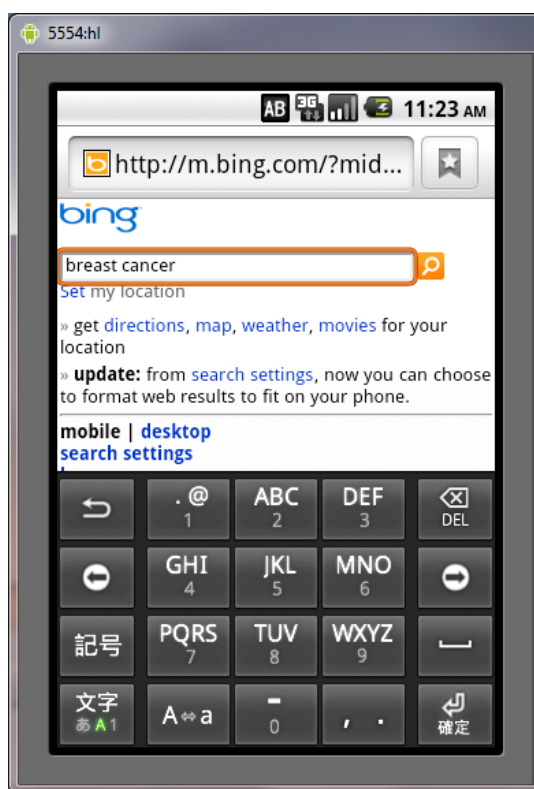 5554:hl
AB 3G 11:23 AM
http://m.bing.com/?mid...
bing
breast cancer
Set my location
» get directions, map, weather, movies for your
location
» update: from search settings, now you can choose
to format web results to fit on your phone.
mobile | desktop
search settings
. @ ABC DEF
1 2 3 DEL
GHI JKL MNO
4 5 6
記号 PQRS TUV WXYZ
7 8 9
文字 A⇔a - , .
あ A 1 0 確定